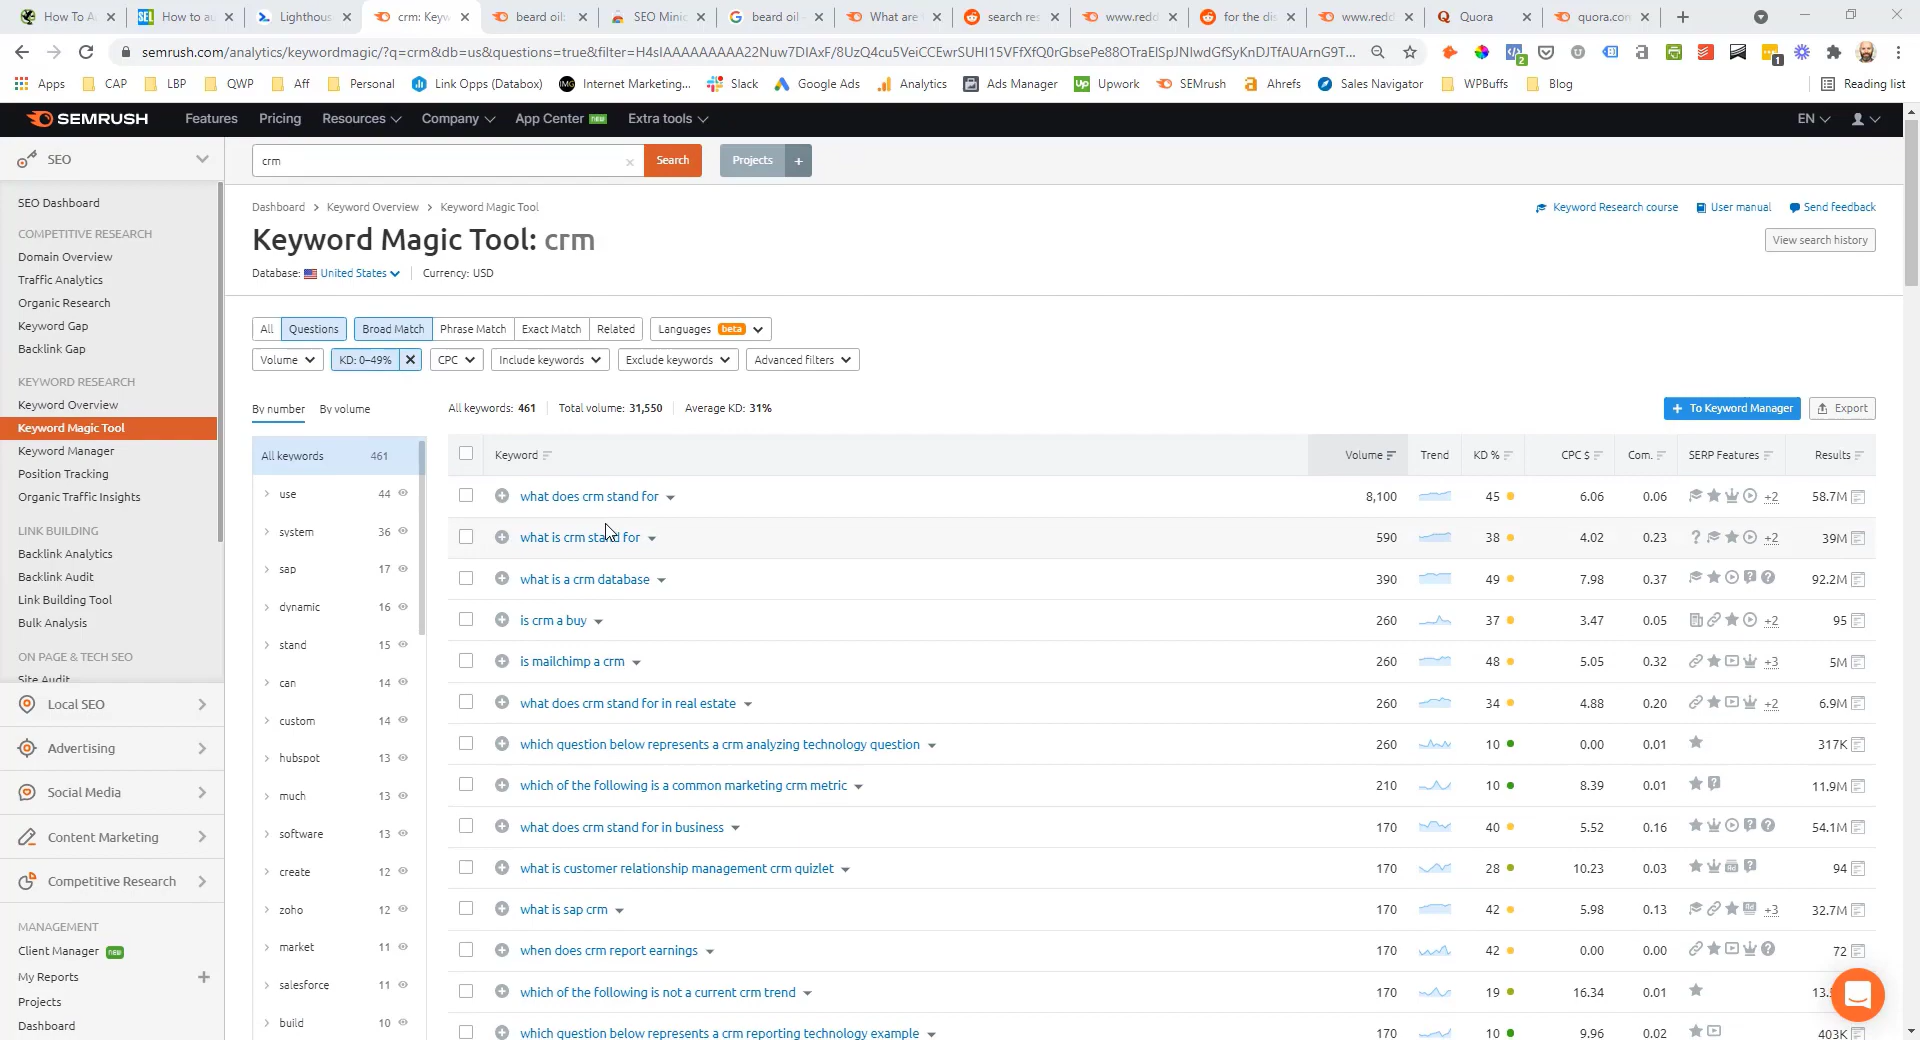 How To A
How to au
Lighthous
crm: Keyw
beard oil:
SEO Minic
beard oil -
What are
search res
www.redd
for the dis
www.redd
Quora
quora.con
semrush.com/analytics/keywordmagic/?q=crm&db=us&questions=true&filter=
2
1
Apps
CAP
LBP
QWP
Aff
Personal
Link Opps (Databox)
Internet Marketing...
Slack
Google Ads
Analytics
Ads Manager
Upwork
SEMrush
Ahrefs
Sales Navigator
WPBuffs
Blog
Reading list
SEMRUSH
Features
Pricing
Resources
Company
App Center new
Extra tools
EN
SEO
crm
Search
Projects
+
SEO Dashboard
COMPETITIVE RESEARCH
Domain Overview
Traffic Analytics
Organic Research
Keyword Gap
Backlink Gap
KEYWORD RESEARCH
Keyword Overview
Keyword Magic Tool
Keyword Manager
Position Tracking
Organic Traffic Insights
LINK BUILDING
Backlink Analytics
Backlink Audit
Link Building Tool
Bulk Analysis
ON PAGE & TECH SEO
Site Audit
Local SEO
Advertising
Social Media
Content Marketing
Competitive Research
MANAGEMENT
Client Manager new
My Reports +
Projects
Dashboard
Dashboard > Keyword Overview > Keyword Magic Tool
Keyword Research course
User manual
Send feedback
Keyword Magic Tool: crm
View search history
Database: United States
Currency: USD
All
Questions
Broad Match
Phrase Match
Exact Match
Related
Languages beta
Volume
KD: 0–49%
CPC
Include keywords
Exclude keywords
Advanced filters
By number
By volume
All keywords: 461
Total volume: 31,550
Average KD: 31%
+ To Keyword Manager
Export
All keywords 461
use 44
system 36
sap 17
dynamic 16
stand 15
can 14
custom 14
hubspot 13
much 13
software 13
create 12
zoho 12
market 11
salesforce 11
build 10
Keyword Volume Trend KD % CPC $ Com. SERP Features Results
what does crm stand for 8,100 45 6.06 0.06 +2 58.7M
what is crm stand for 590 38 4.02 0.23 +2 39M
what is a crm database 390 49 7.98 0.37 92.2M
is crm a buy 260 37 3.47 0.05 +2 95
is mailchimp a crm 260 48 5.05 0.32 +3 5M
what does crm stand for in real estate 260 34 4.88 0.20 +2 6.9M
which question below represents a crm analyzing technology question 260 10 0.00 0.01 317K
which of the following is a common marketing crm metric 210 10 8.39 0.01 11.9M
what does crm stand for in business 170 40 5.52 0.16 54.1M
what is customer relationship management crm quizlet 170 28 10.23 0.03 94
what is sap crm 170 42 5.98 0.13 +3 32.7M
when does crm report earnings 170 42 0.00 0.00 72
which of the following is not a current crm trend 170 19 16.34 0.01
which question below represents a crm reporting technology example 170 10 9.96 0.02 403K